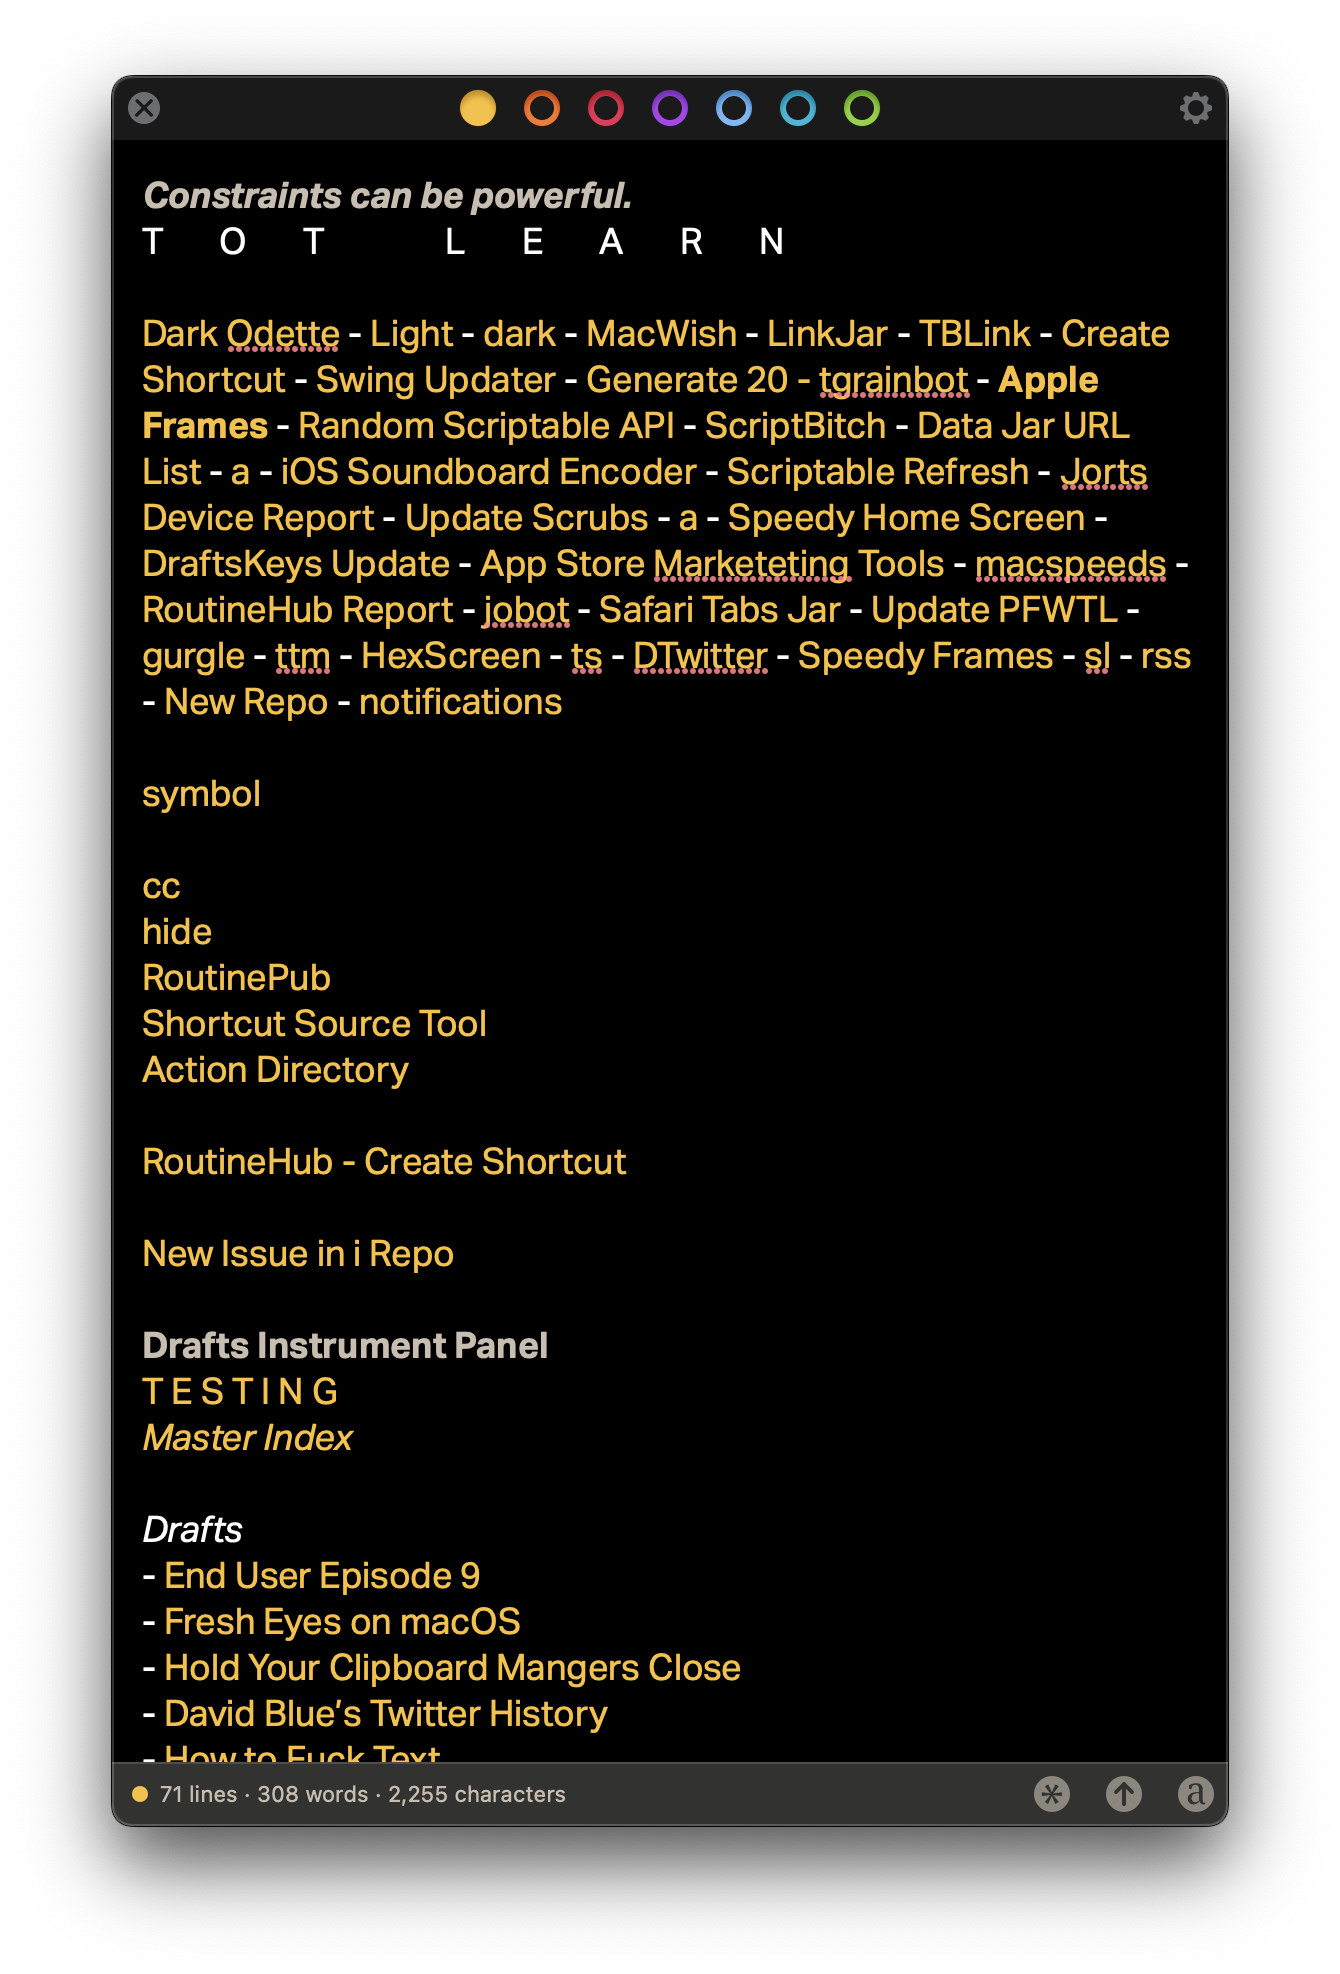 Constraints can be powerful.
T O T L E A R N
Dark Odette - Light - dark - MacWish - LinkJar - TBLink - Create
Shortcut - Swing Updater - Generate 20 - tgrainbot - Apple
Frames - Random Scriptable API - ScriptBitch - Data Jar URL
List - a - iOS Soundboard Encoder - Scriptable Refresh - Jorts
Device Report - Update Scrubs - a - Speedy Home Screen -
DraftsKeys Update - App Store Marketeting Tools - macspeeds -
RoutineHub Report - jobot - Safari Tabs Jar - Update PFWTL -
gurgle - ttm - HexScreen - ts - DTwitter - Speedy Frames - sl - rss
- New Repo - notifications
symbol
cc
hide
RoutinePub
Shortcut Source Tool
Action Directory
RoutineHub - Create Shortcut
New Issue in i Repo
Drafts Instrument Panel
T E S T I N G
Master Index
Drafts
- End User Episode 9
- Fresh Eyes on macOS
- Hold Your Clipboard Mangers Close
- David Blue’s Twitter History
- How to Fuck Text
71 lines · 308 words · 2,255 characters
a